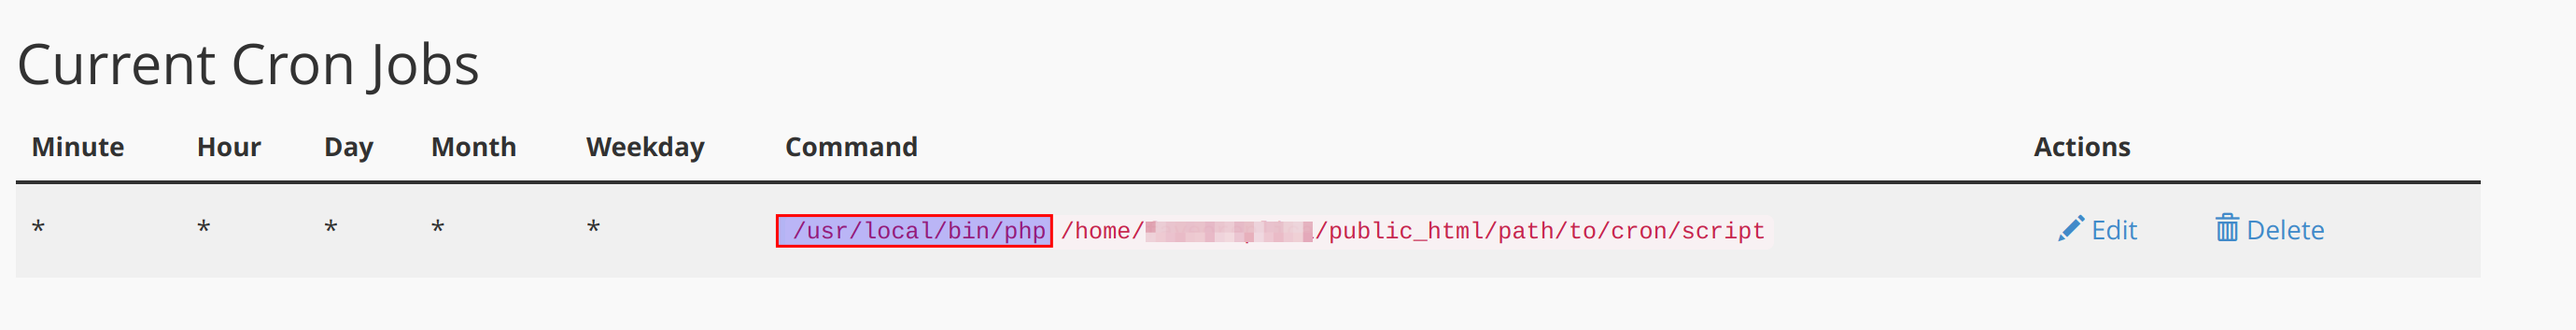 Current Cron Jobs
Minute Hour Day Month Weekday Command Actions
* * * * * /usr/local/bin/php /home/ /public_html/path/to/cron/script Edit Delete